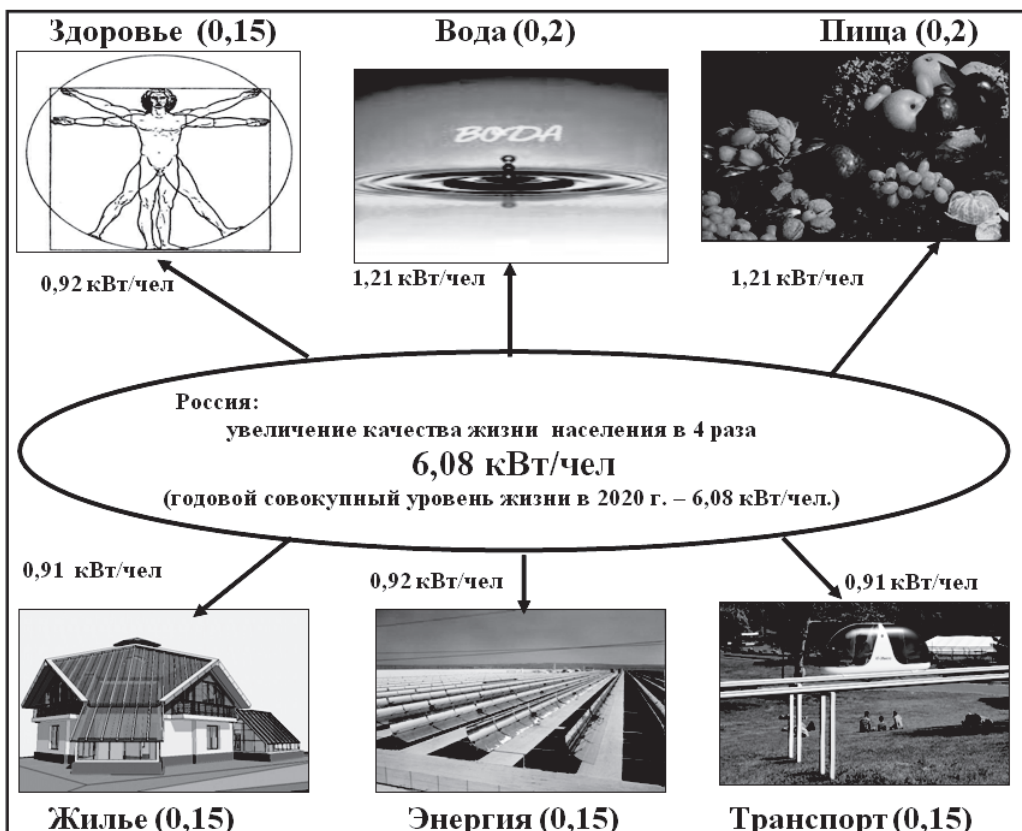 Здоровье (0,15)
Вода (0,2)
Пища (0,2)
ВОДА
0,92 кВт/чел
1,21 кВт/чел
1,21 кВт/чел
Россия:
увеличение качества жизни населения в 4 раза
6,08 кВт/чел
(годовой совокупный уровень жизни в 2020 г. – 6,08 кВт/чел.)
0,91 кВт/чел
0,92 кВт/чел
0,91 кВт/чел
Жилье (0,15)
Энергия (0,15)
Транспорт (0,15)